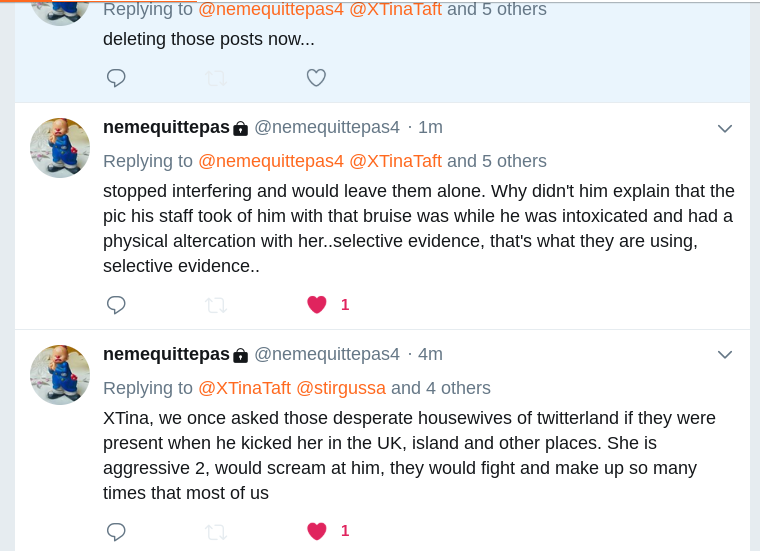 Replying to @nemequittepas4 @XTinaTaft and 5 others
deleting those posts now...
nemequittepas @nemequittepas4 · 1m
Replying to @nemequittepas4 @XTinaTaft and 5 others
stopped interfering and would leave them alone. Why didn't him explain that the
pic his staff took of him with that bruise was while he was intoxicated and had a
physical altercation with her..selective evidence, that's what they are using,
selective evidence..
1
nemequittepas @nemequittepas4 · 4m
Replying to @XTinaTaft @stirgussa and 4 others
XTina, we once asked those desperate housewives of twitterland if they were
present when he kicked her in the UK, island and other places. She is
aggressive 2, would scream at him, they would fight and make up so many
times that most of us
1